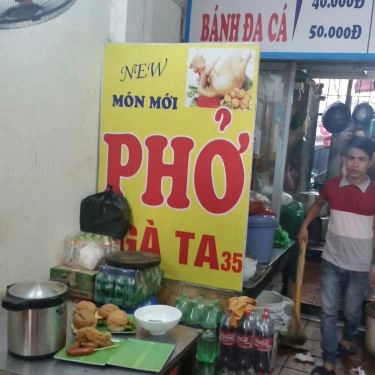 BÁNH ĐA CÁ
40.000Đ
50.000Đ
NEW
MÓN MỚI
PHỞ
GÀ TA 35